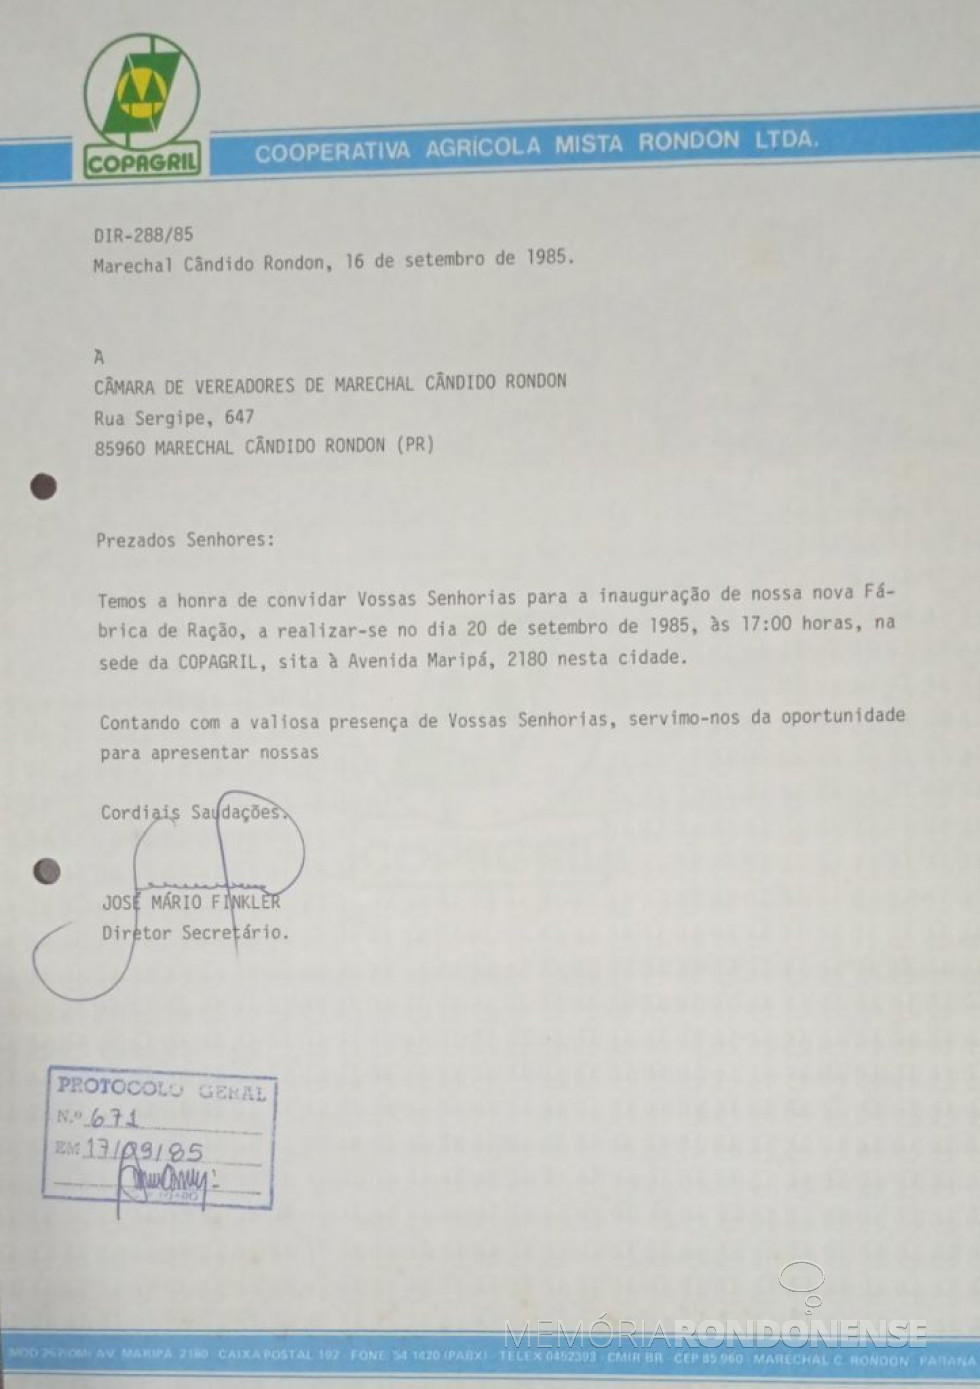 COPAGRIL
COOPERATIVA AGRÍCOLA MISTA RONDON LTDA.
DIR-288/85
Marechal Cândido Rondon, 16 de setembro de 1985.
À
CÂMARA DE VEREADORES DE MARECHAL CÂNDIDO RONDON
Rua Sergipe, 647
85960 MARECHAL CÂNDIDO RONDON (PR)
Prezados Senhores:
Temos a honra de convidar Vossas Senhorias para a inauguração de nossa nova Fá-
brica de Ração, a realizar-se no dia 20 de setembro de 1985, às 17:00 horas, na
sede da COPAGRIL, sita à Avenida Maripá, 2180 nesta cidade.
Contando com a valiosa presença de Vossas Senhorias, servimo-nos da oportunidade
para apresentar nossas
Cordiais Saudações.
JOSÉ MÁRIO FINKLER
Diretor Secretário.
PROTOCOLO GERAL
N.º 671
EM 17/09/85
MEMÓRIARONDONENSE
AV. MARIPÁ, 2180 - CAIXA POSTAL 192 - FONE: 54-1420 (PABX) - TELEX 0452393 - CMIR BR - CEP 85.960 - MARECHAL C. RONDON - PARANÁ